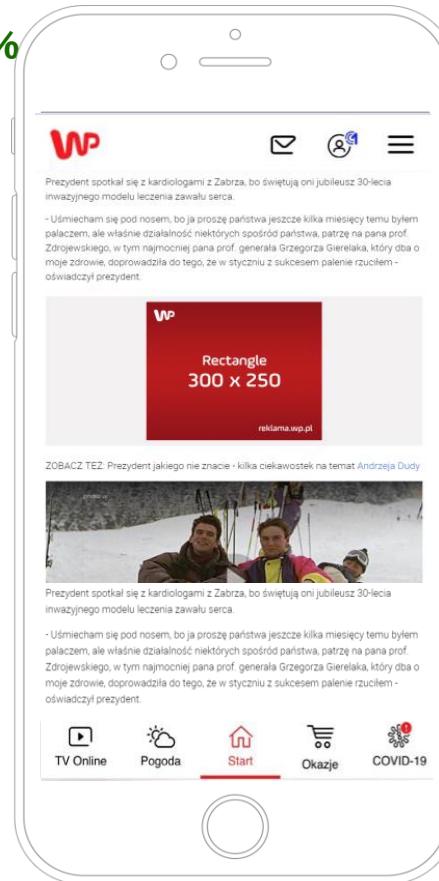 %
WP
Prezydent spotkał się z kardiologami z Zabrza, bo świętują oni jubileusz 30-lecia
inwazyjnego modelu leczenia zawału serca.
- Uśmiecham się pod nosem, bo ja proszę państwa jeszcze kilka miesięcy temu byłem
palaczem, ale właśnie działalność niektórych spośród państwa, patrzę na pana prof.
Zdrojewskiego, w tym najmocniej pana prof. generała Grzegorza Gierelaka, który dba o
moje zdrowie, doprowadziła do tego, że w styczniu z sukcesem palenie rzuciłem -
oświadczył prezydent.
WP
Rectangle
300 x 250
reklama.wp.pl
ZOBACZ TEŻ: Prezydent jakiego nie znacie - kilka ciekawostek na temat Andrzeja Dudy
Prezydent spotkał się z kardiologami z Zabrza, bo świętują oni jubileusz 30-lecia
inwazyjnego modelu leczenia zawału serca.
- Uśmiecham się pod nosem, bo ja proszę państwa jeszcze kilka miesięcy temu byłem
palaczem, ale właśnie działalność niektórych spośród państwa, patrzę na pana prof.
Zdrojewskiego, w tym najmocniej pana prof. generała Grzegorza Gierelaka, który dba o
moje zdrowie, doprowadziła do tego, że w styczniu z sukcesem palenie rzuciłem -
oświadczył prezydent.
TV Online Pogoda Start Okazje COVID-19